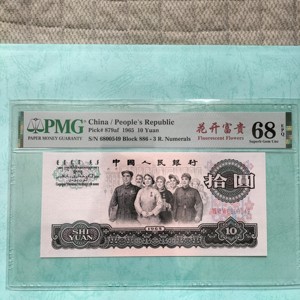 PMG
PAPER MONEY GUARANTY
China / People's Republic
Pick# 879af 1965 10 Yuan
S/N 0800549 Block 886 - 3 R. Numerals
花开富贵
Fluorescent Flowers
68 EPQ
Superb Gem Unc
中国人民银行
拾圆
SHI
YUAN
1965
10